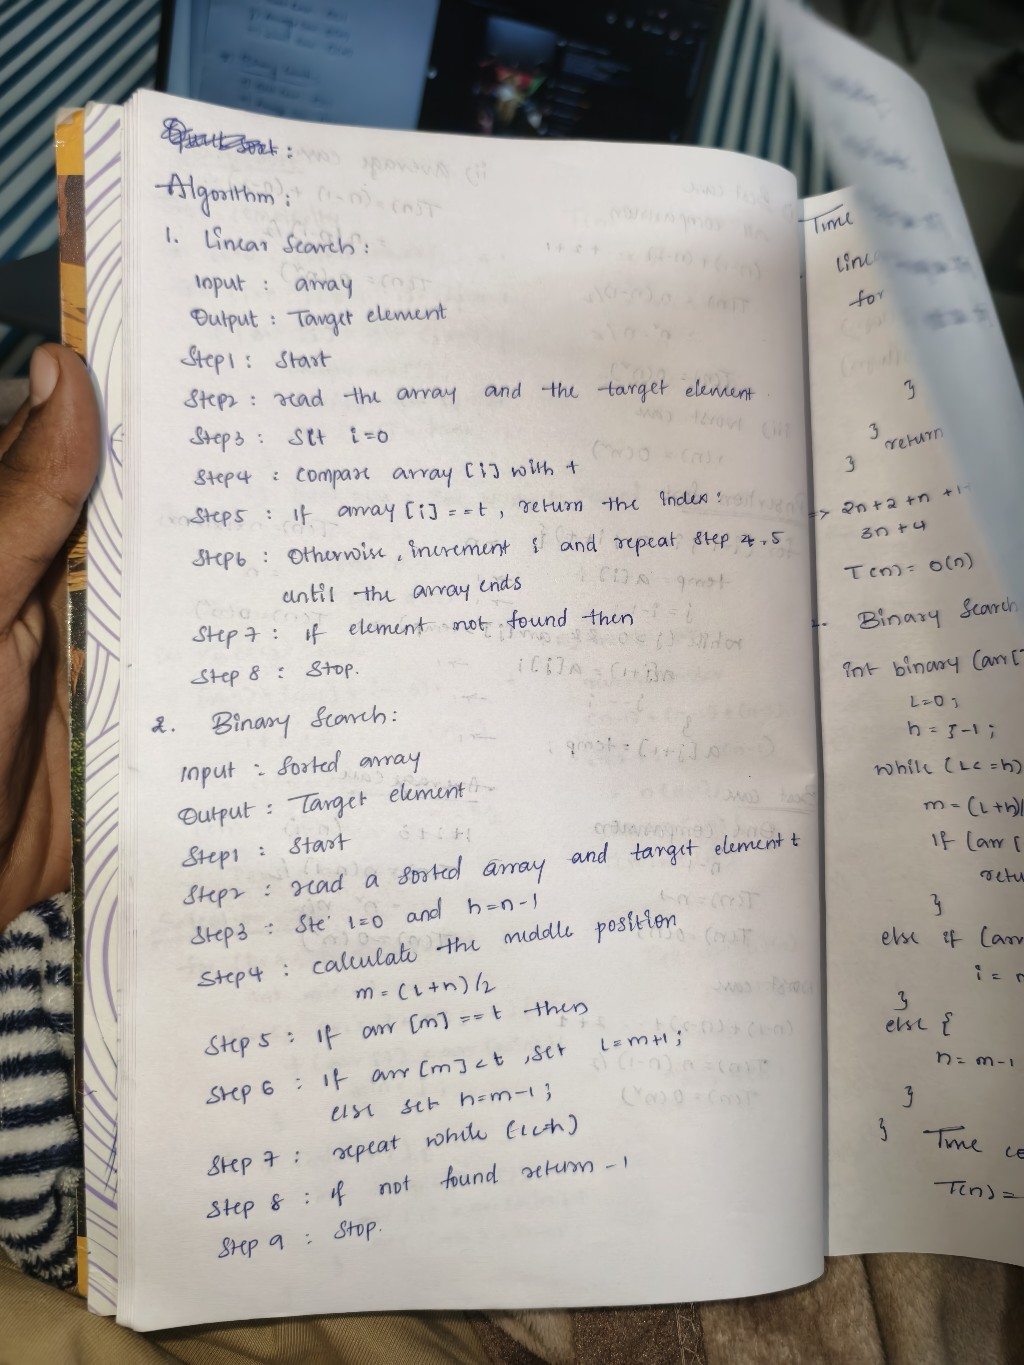 Algorithm :
1. Linear Search :
Input : array
Output : Target element
Step1 : Start
Step2 : read the array and the target element
Step3 : Set i=0
Step4 : compare array [i] with t
Step5 : if array [i] == t, return the index :
Step6 : Otherwise, increment i and repeat step 4,5
until the array ends
Step 7 : if element not found then
Step 8 : Stop.
2. Binary Search :
Input : Sorted array
Output : Target element
Step1 : Start
Step2 : read a sorted array and target element t
Step3 : Ste l=0 and h=n-1
Step4 : calculate the middle position
m = (L+h)/2
Step 5 : If arr [m] == t then
Step 6 : if arr [m] < t , set L=m+1;
else set h=m-1;
Step 7 : repeat while (L<=h)
Step 8 : if not found return -1
Step 9 : Stop.
Time
for
}
} return
}
=> 2n+2+n +1
3n+4
T(n) = O(n)
Binary Search
int binary (arr[
L=0;
while (L<=h)
m = (L+h)/
if (arr [
}
else if (arr
}
else {
h= m-1
}
} Time
T(n) =